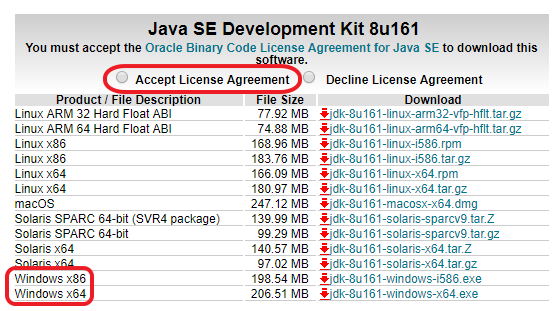 Java SE Development Kit 8u161
You must accept the Oracle Binary Code License Agreement for Java SE to download this
software.
Accept License Agreement Decline License Agreement
Product / File Description File Size Download
Linux ARM 32 Hard Float ABI 77.92 MB jdk-8u161-linux-arm32-vfp-hflt.tar.gz
Linux ARM 64 Hard Float ABI 74.88 MB jdk-8u161-linux-arm64-vfp-hflt.tar.gz
Linux x86 168.96 MB jdk-8u161-linux-i586.rpm
Linux x86 183.76 MB jdk-8u161-linux-i586.tar.gz
Linux x64 166.09 MB jdk-8u161-linux-x64.rpm
Linux x64 180.97 MB jdk-8u161-linux-x64.tar.gz
macOS 247.12 MB jdk-8u161-macosx-x64.dmg
Solaris SPARC 64-bit (SVR4 package) 139.99 MB jdk-8u161-solaris-sparcv9.tar.Z
Solaris SPARC 64-bit 99.29 MB jdk-8u161-solaris-sparcv9.tar.gz
Solaris x64 140.57 MB jdk-8u161-solaris-x64.tar.Z
Solaris x64 97.02 MB jdk-8u161-solaris-x64.tar.gz
Windows x86 198.54 MB jdk-8u161-windows-i586.exe
Windows x64 206.51 MB jdk-8u161-windows-x64.exe